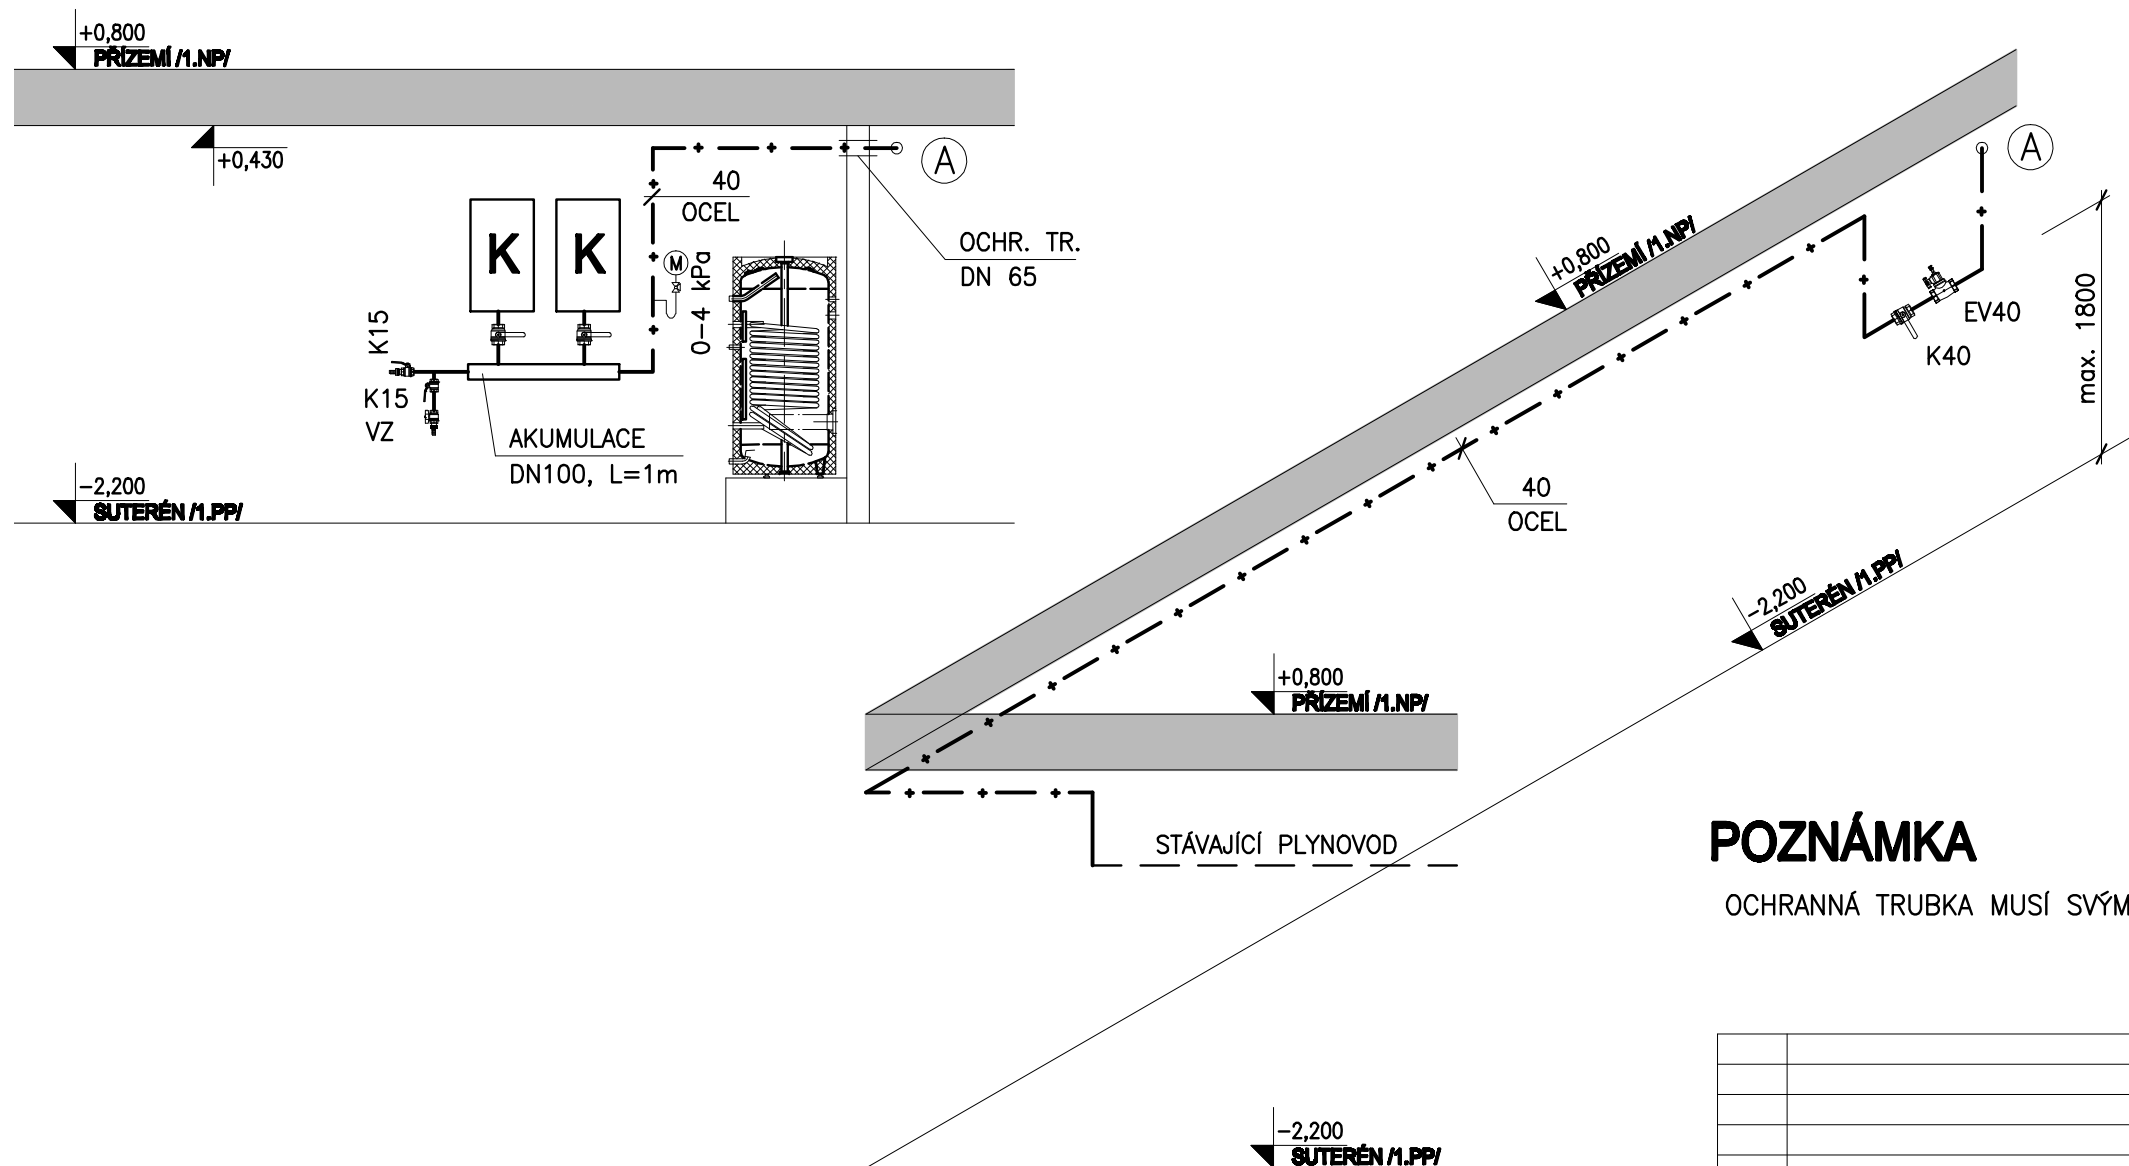 +0,800
PŘÍZEMÍ /1.NP/
+0,430
A
40
OCEL
OCHR. TR.
DN 65
K
K
M
0-4 kPa
K15
K15
VZ
AKUMULACE
DN100, L=1m
-2,200
SUTERÉN /1.PP/
A
+0,800
PŘÍZEMÍ /1.NP/
EV40
K40
max. 1800
40
OCEL
-2,200
SUTERÉN /1.PP/
+0,800
PŘÍZEMÍ /1.NP/
STÁVAJÍCÍ PLYNOVOD
POZNÁMKA
OCHRANNÁ TRUBKA MUSÍ SVÝM
-2,200
SUTERÉN /1.PP/